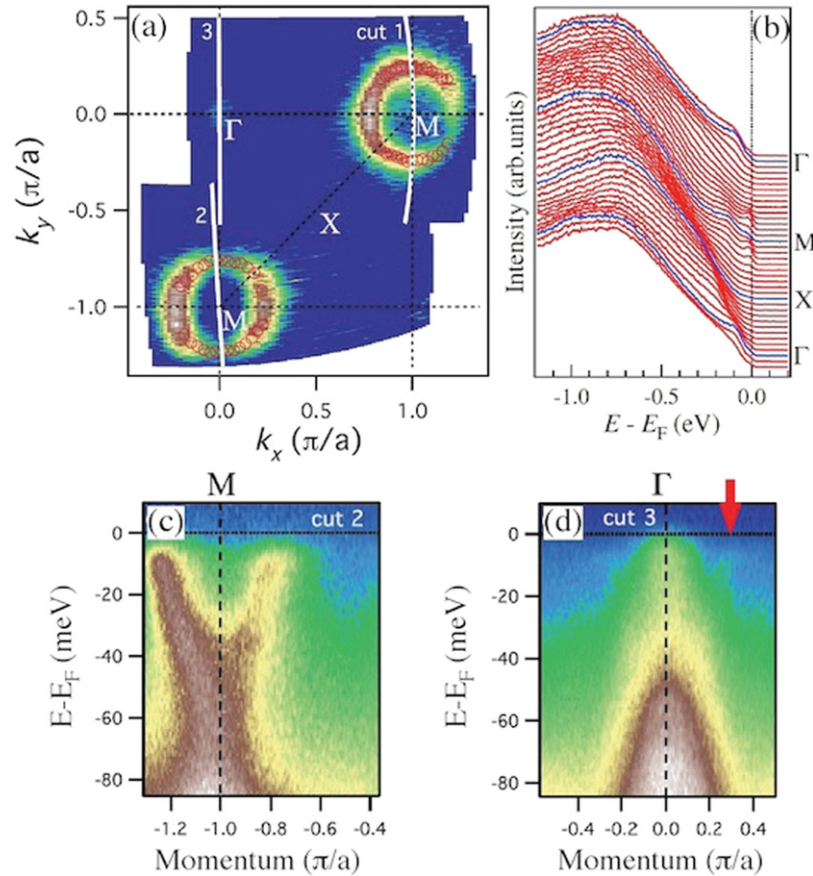 (a)
3
cut 1
0.5
0.0
-0.5
-1.0
Γ
M
X
2
M
k_y (π/a)
0.0
0.5
1.0
k_x (π/a)
(b)
Intensity (arb.units)
Γ
M
X
Γ
-1.0
-0.5
0.0
E - E_F (eV)
M
(c)
cut 2
0
-20
-40
-60
-80
E-E_F (meV)
-1.2
-1.0
-0.8
-0.6
-0.4
Momentum (π/a)
Γ
(d)
cut 3
0
-20
-40
-60
-80
E-E_F (meV)
-0.4
-0.2
0.0
0.2
0.4
Momentum (π/a)